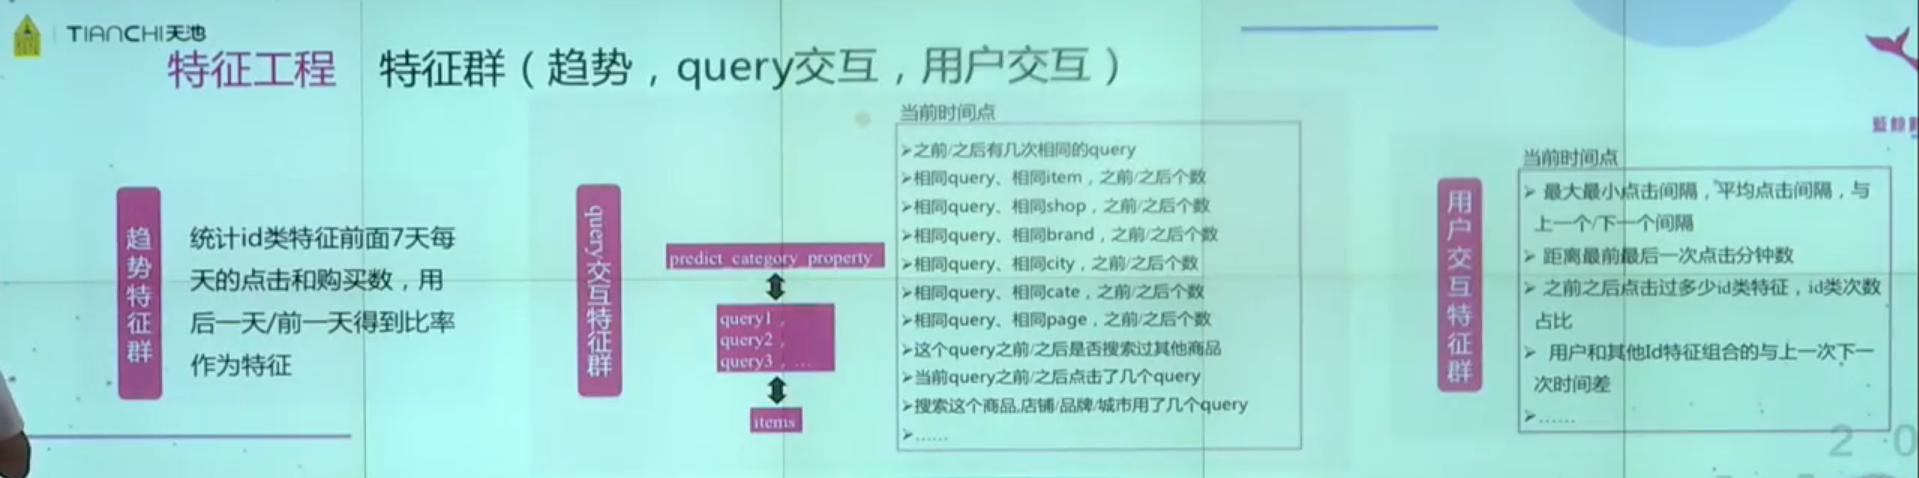 TIANCHI天池
特征工程 特征群（趋势，query交互，用户交互）
趋势特征群
统计id类特征前面7天每
天的点击和购买数，用
后一天/前一天得到比率
作为特征
query交互特征群
predict_category_property
query1，
query2，
query3，…
items
当前时间点
➢之前/之后有几次相同的query
➢相同query、相同item，之前/之后个数
➢相同query、相同shop，之前/之后个数
➢相同query、相同brand，之前/之后个数
➢相同query、相同city，之前/之后个数
➢相同query、相同cate，之前/之后个数
➢相同query、相同page，之前/之后个数
➢这个query之前/之后是否搜索过其他商品
➢当前query之前/之后点击了几个query
➢搜索这个商品,店铺/品牌/城市用了几个query
➢……
蓝鲸
用户交互特征群
当前时间点
➢ 最大最小点击间隔，平均点击间隔，与
上一个/下一个间隔
➢ 距离最前最后一次点击分钟数
➢ 之前之后点击过多少id类特征，id类次数
占比
➢ 用户和其他Id特征组合的与上一次下一
次时间差
➢……
2 0